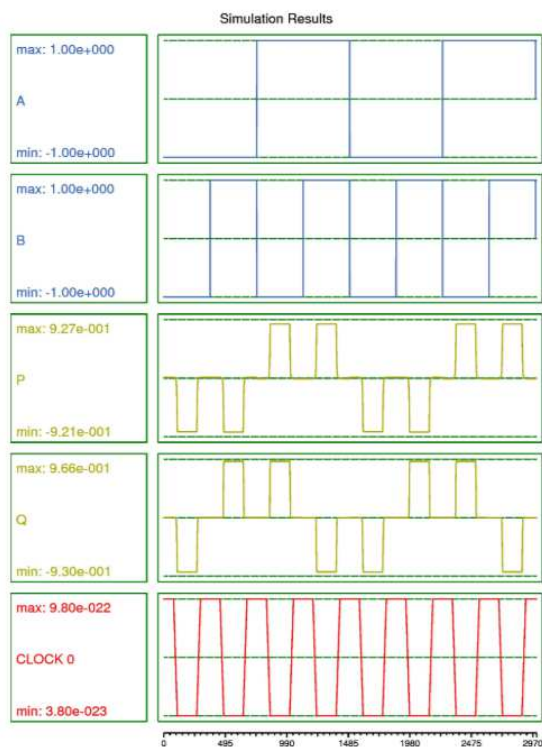 Simulation Results
max: 1.00e+000
A
min: -1.00e+000
max: 1.00e+000
B
min: -1.00e+000
max: 9.27e-001
P
min: -9.21e-001
max: 9.66e-001
Q
min: -9.30e-001
max: 9.80e-022
CLOCK 0
min: 3.80e-023
0 495 990 1485 1980 2475 2970